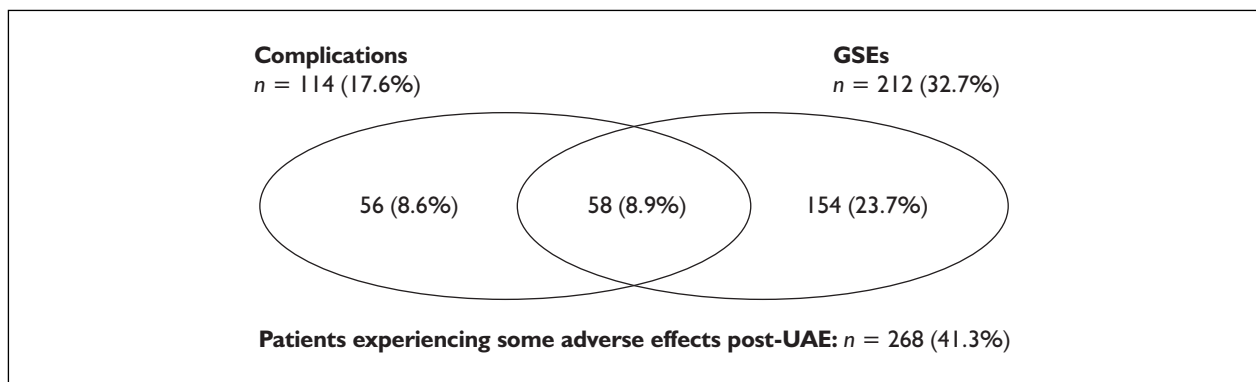 Complications
n = 114 (17.6%)
GSEs
n = 212 (32.7%)
56 (8.6%)
58 (8.9%)
154 (23.7%)
Patients experiencing some adverse effects post-UAE: n = 268 (41.3%)